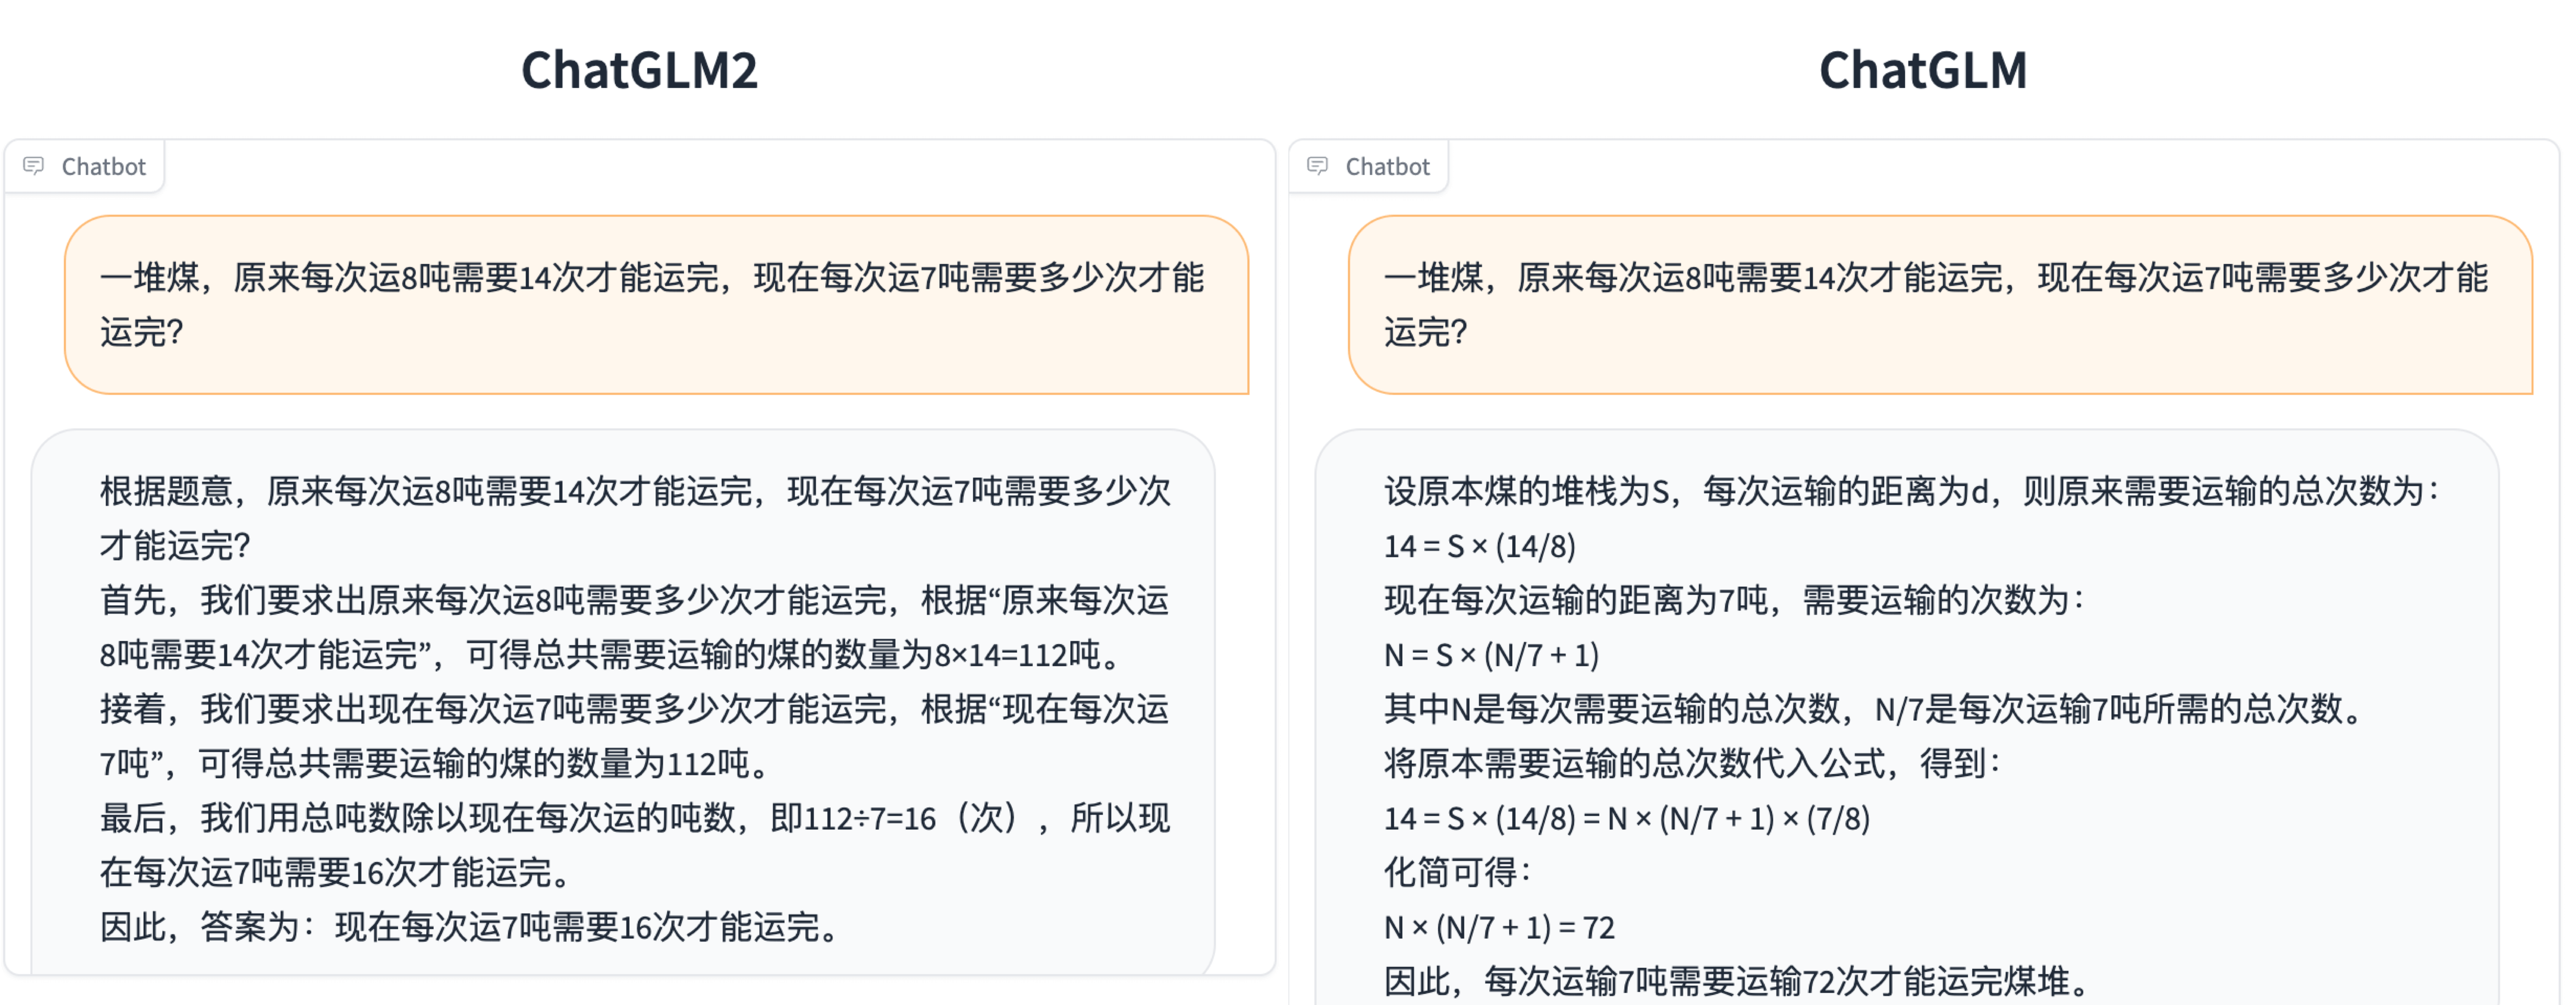 ChatGLM2
Chatbot
一堆煤，原来每次运8吨需要14次才能运完，现在每次运7吨需要多少次才能
运完?
根据题意，原来每次运8吨需要14次才能运完，现在每次运7吨需要多少次
才能运完?
首先，我们要求出原来每次运8吨需要多少次才能运完，根据“原来每次运
8吨需要14次才能运完”，可得总共需要运输的煤的数量为8×14=112吨。
接着，我们要求出现在每次运7吨需要多少次才能运完，根据“现在每次运
7吨”，可得总共需要运输的煤的数量为112吨。
最后，我们用总吨数除以现在每次运的吨数，即112÷7=16（次），所以现
在每次运7吨需要16次才能运完。
因此，答案为：现在每次运7吨需要16次才能运完。
ChatGLM
Chatbot
一堆煤，原来每次运8吨需要14次才能运完，现在每次运7吨需要多少次才能
运完?
设原本煤的堆栈为S，每次运输的距离为d，则原来需要运输的总次数为：
14 = S × (14/8)
现在每次运输的距离为7吨，需要运输的次数为：
N = S × (N/7 + 1)
其中N是每次需要运输的总次数，N/7是每次运输7吨所需的总次数。
将原本需要运输的总次数代入公式，得到：
14 = S × (14/8) = N × (N/7 + 1) × (7/8)
化简可得：
N × (N/7 + 1) = 72
因此，每次运输7吨需要运输72次才能运完煤堆。